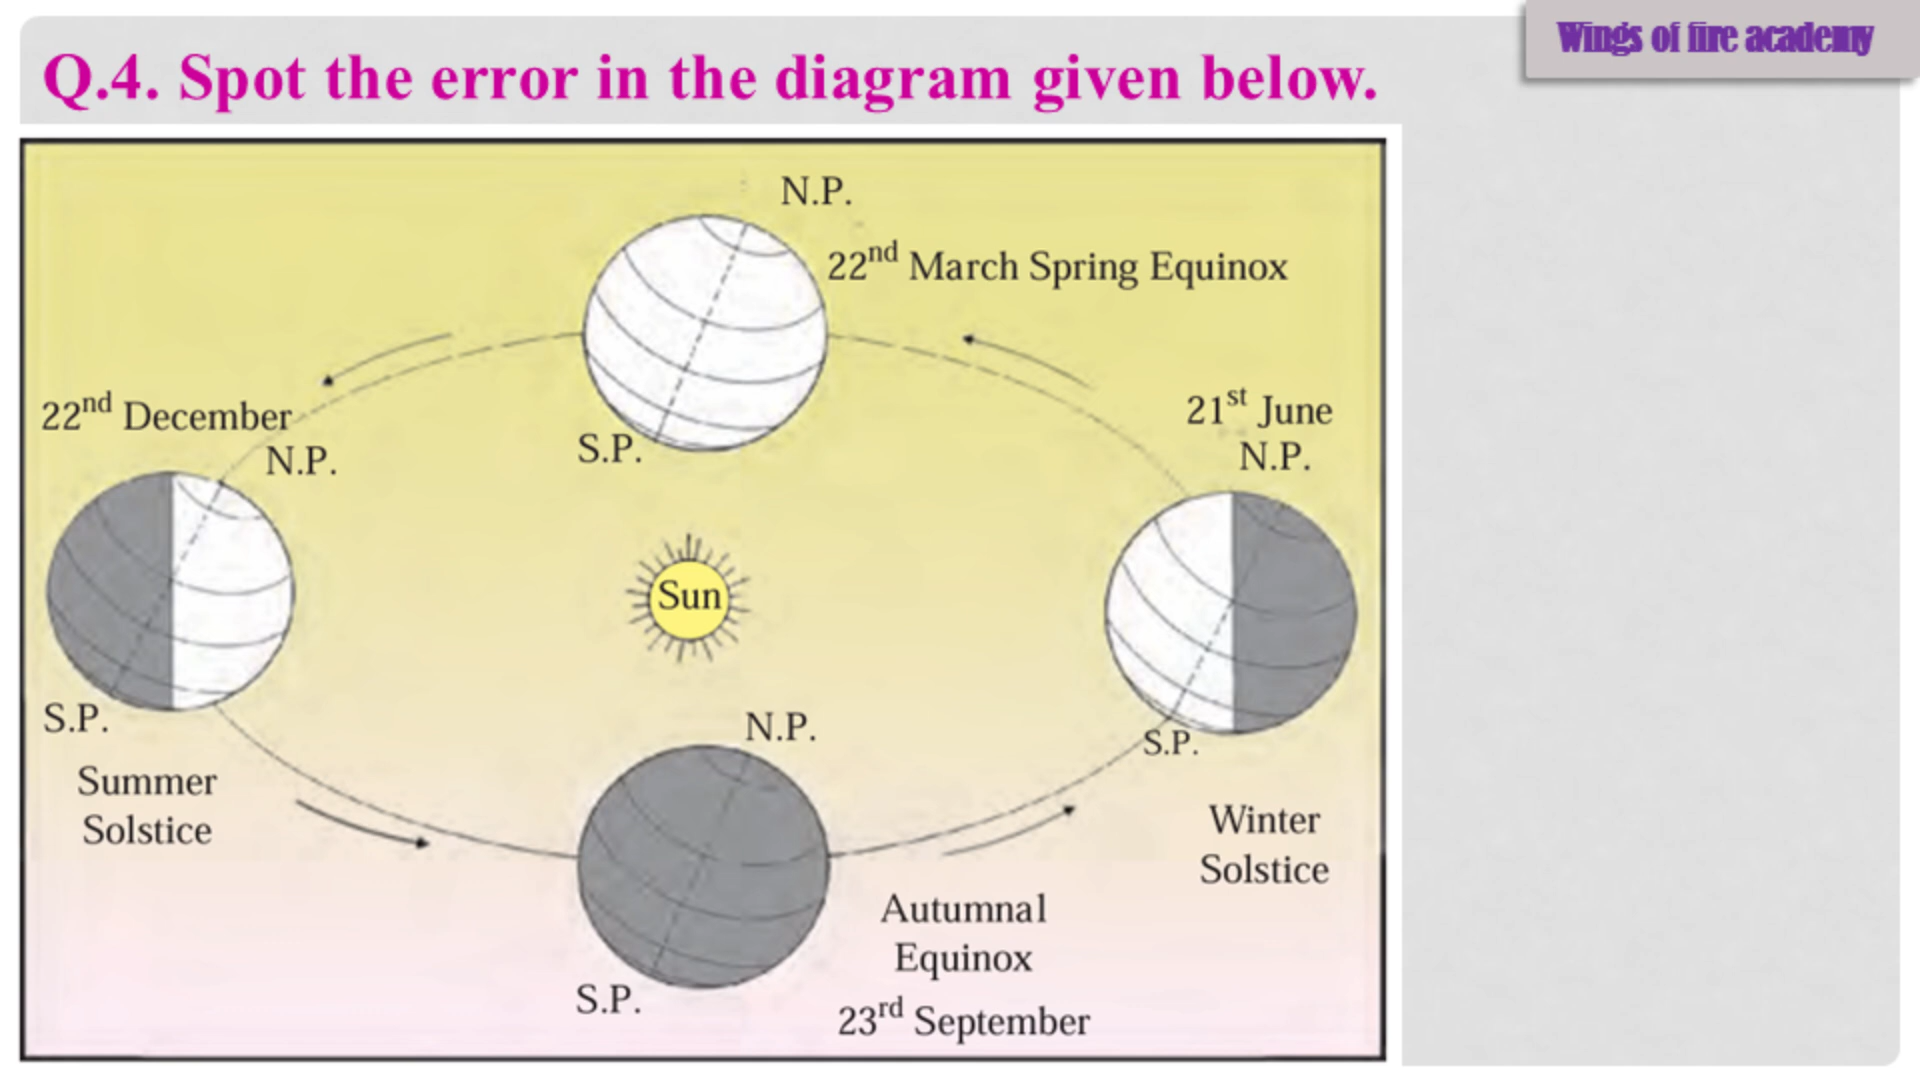 Wings of fire academy
Q.4. Spot the error in the diagram given below.
N.P.
22nd March Spring Equinox
S.P.
22nd December
N.P.
21st June
N.P.
Sun
S.P.
Summer
Solstice
N.P.
S.P.
Winter
Solstice
Autumnal
Equinox
S.P.
23rd September